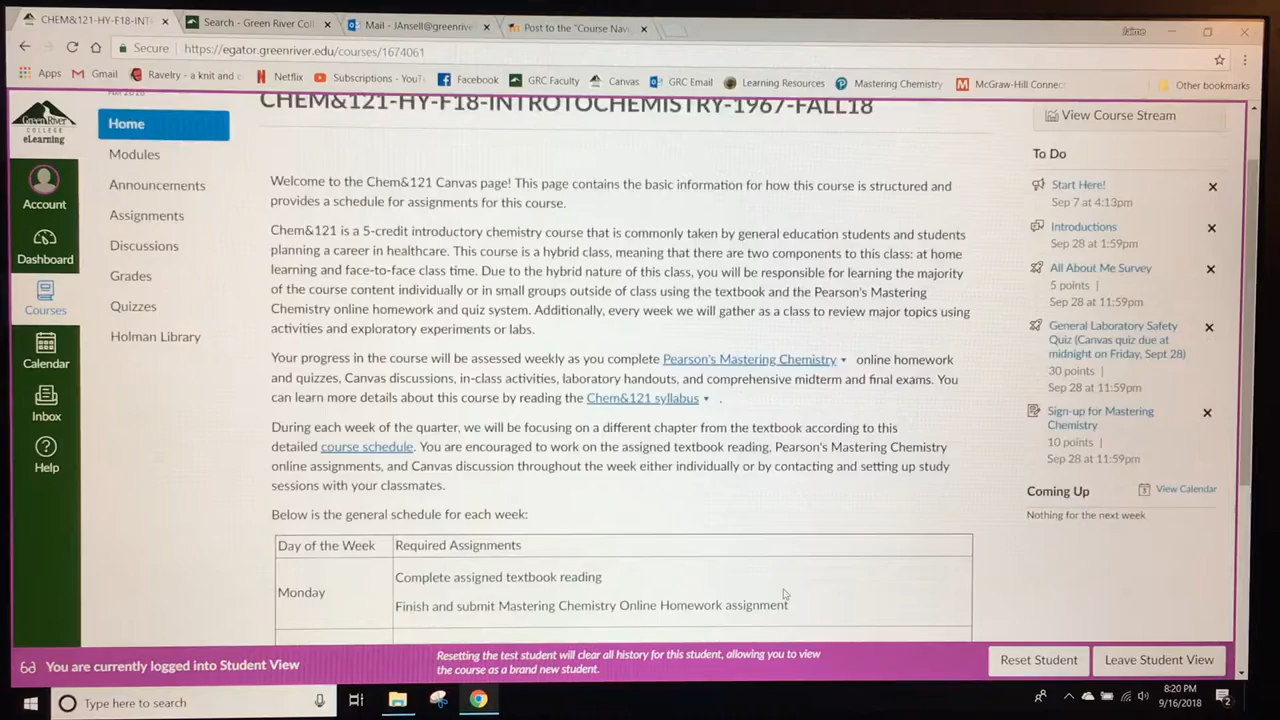 CHEM&121-HY-F18-INT
Search - Green River Coll
Mail - JAnsell@greenrive
Post to the "Course Nav
Jaime
Secure
https://egator.greenriver.edu/courses/1674061
Apps
Gmail
Ravelry - a knit and c
Netflix
Subscriptions - YouT
Facebook
GRC Faculty
Canvas
GRC Email
Learning Resources
Mastering Chemistry
McGraw-Hill Connec
Other bookmarks
Green River
COLLEGE
eLearning
Account
Dashboard
Courses
Calendar
Inbox
Help
Fall 2018
Home
Modules
Announcements
Assignments
Discussions
Grades
Quizzes
Holman Library
CHEM&121-HY-F18-INTROTOCHEMISTRY-1967-FALL18
Welcome to the Chem&121 Canvas page! This page contains the basic information for how this course is structured and
provides a schedule for assignments for this course.
Chem&121 is a 5-credit introductory chemistry course that is commonly taken by general education students and students
planning a career in healthcare. This course is a hybrid class, meaning that there are two components to this class: at home
learning and face-to-face class time. Due to the hybrid nature of this class, you will be responsible for learning the majority
of the course content individually or in small groups outside of class using the textbook and the Pearson's Mastering
Chemistry online homework and quiz system. Additionally, every week we will gather as a class to review major topics using
activities and exploratory experiments or labs.
Your progress in the course will be assessed weekly as you complete Pearson's Mastering Chemistry online homework
and quizzes, Canvas discussions, in-class activities, laboratory handouts, and comprehensive midterm and final exams. You
can learn more details about this course by reading the Chem&121 syllabus .
During each week of the quarter, we will be focusing on a different chapter from the textbook according to this
detailed course schedule. You are encouraged to work on the assigned textbook reading, Pearson's Mastering Chemistry
online assignments, and Canvas discussion throughout the week either individually or by contacting and setting up study
sessions with your classmates.
Below is the general schedule for each week:
Day of the Week
Required Assignments
Monday
Complete assigned textbook reading
Finish and submit Mastering Chemistry Online Homework assignment
View Course Stream
To Do
Start Here!
Sep 7 at 4:13pm
Introductions
Sep 28 at 1:59pm
All About Me Survey
5 points |
Sep 28 at 11:59pm
General Laboratory Safety
Quiz (Canvas quiz due at
midnight on Friday, Sept 28)
30 points |
Sep 28 at 11:59pm
Sign-up for Mastering
Chemistry
10 points |
Sep 28 at 11:59pm
Coming Up
View Calendar
Nothing for the next week
You are currently logged into Student View
Resetting the test student will clear all history for this student, allowing you to view
the course as a brand new student.
Reset Student
Leave Student View
Type here to search
8:20 PM
9/16/2018
2